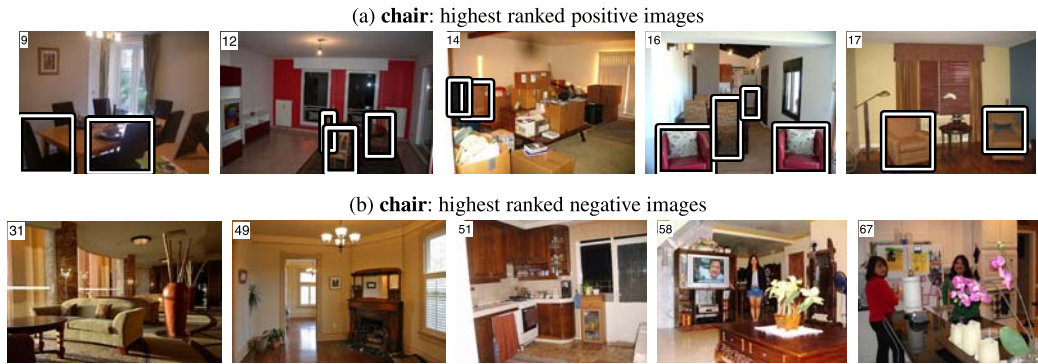 (a) chair: highest ranked positive images
9 12 14 16 17
(b) chair: highest ranked negative images
31 49 51 58 67